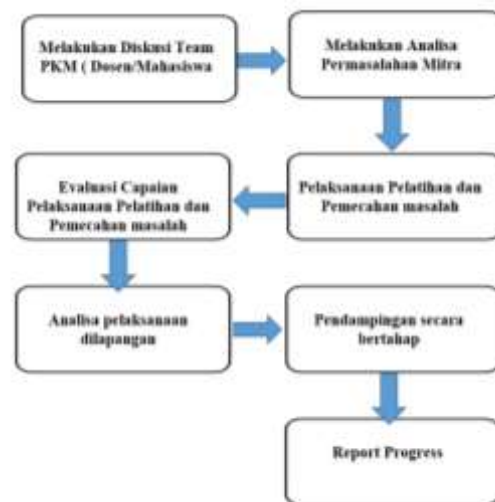 Melakukan Diskusi Team
PKM ( Dosen/Mahasiswa
Melakukan Analisa
Permasalahan Mitra
Pelaksanaan Pelatihan dan
Pemecahan masalah
Evaluasi Capaian
Pelaksanaan Pelatihan dan
Pemecahan masalah
Analisa pelaksanaan
dilapangan
Pendampingan secara
bertahap
Report Progress